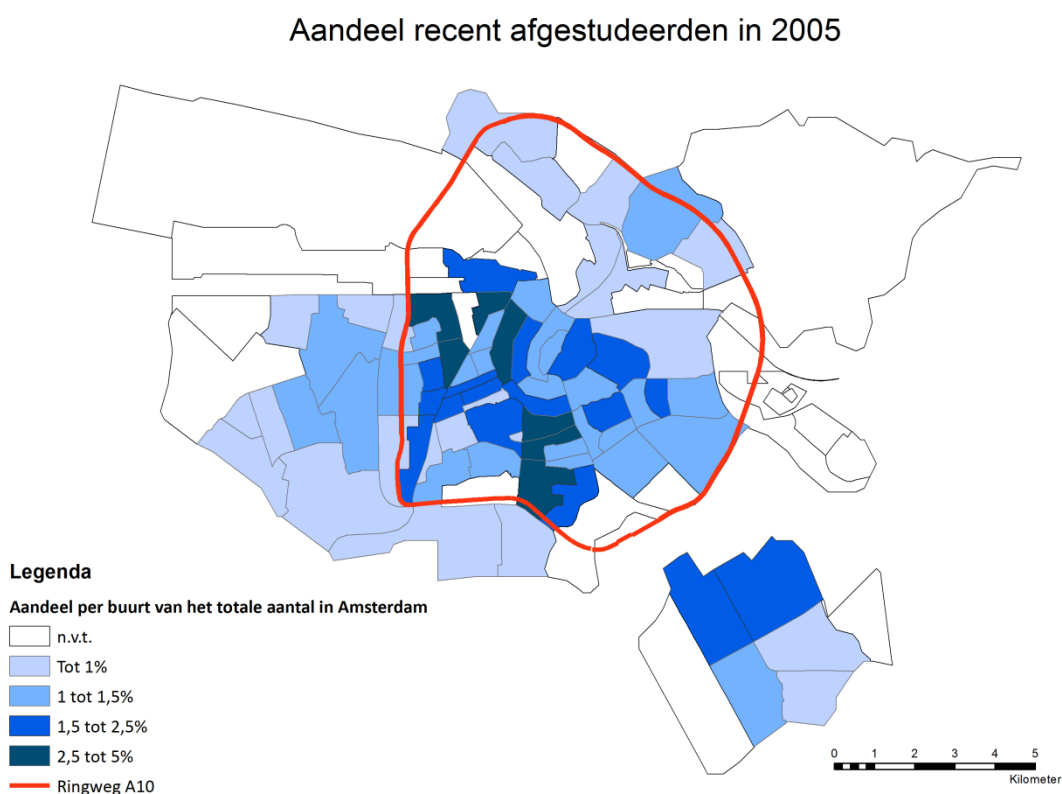 Aandeel recent afgestudeerden in 2005
Legenda
Aandeel per buurt van het totale aantal in Amsterdam
n.v.t.
Tot 1%
1 tot 1,5%
1,5 tot 2,5%
2,5 tot 5%
Ringweg A10
0 1 2 3 4 5
Kilometer